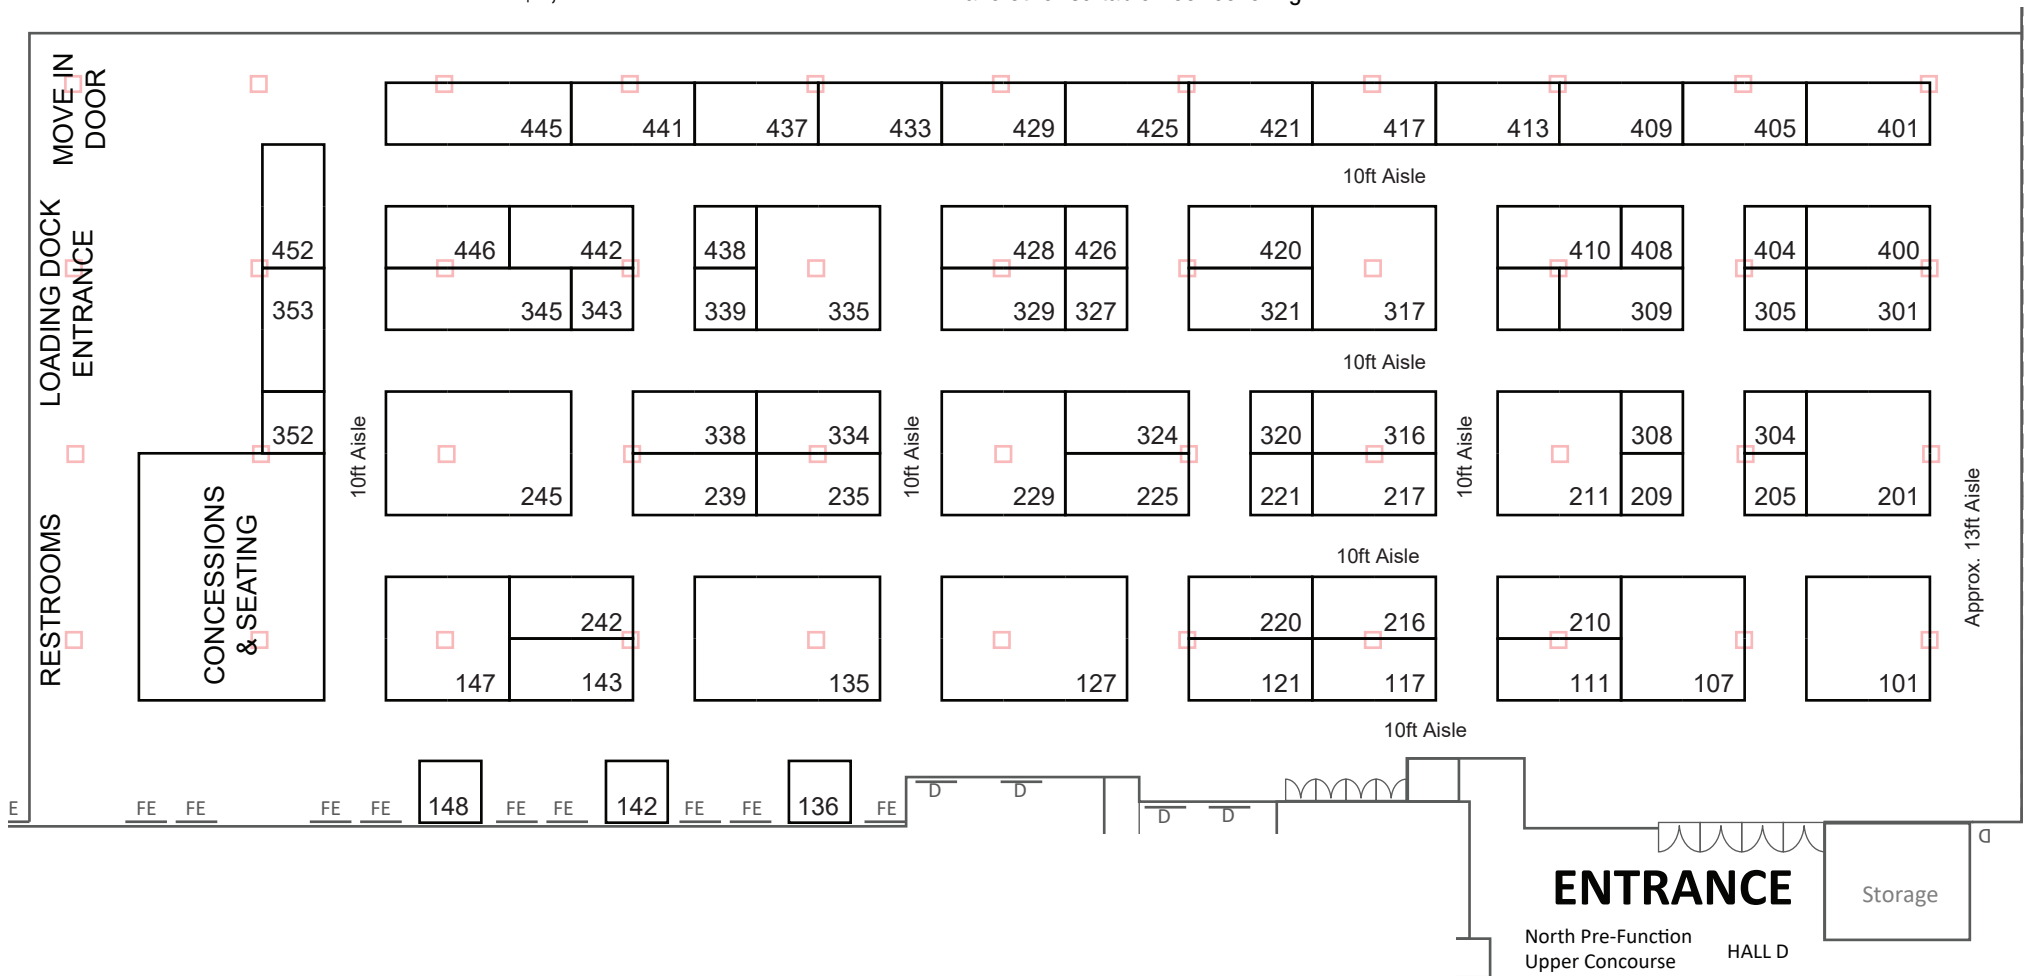 MOVE IN
DOOR
LOADING DOCK
ENTRANCE
RESTROOMS
CONCESSIONS
& SEATING
445 441 437 433 429 425 421 417 413 409 405 401
10ft Aisle
452 446 442 438 428 426 420 410 408 404 400
353 345 343 339 335 329 327 321 317 309 305 301
10ft Aisle
352 338 334 324 320 316 308 304
10ft Aisle
10ft Aisle
10ft Aisle
Approx. 13ft Aisle
245 239 235 229 225 221 217 211 209 205 201
10ft Aisle
242 220 216 210
147 143 135 127 121 117 111 107 101
10ft Aisle
148 142 136
E FE FE FE FE FE FE FE FE FE
D D D D D
ENTRANCE
Storage
North Pre-Function
Upper Concourse
HALL D